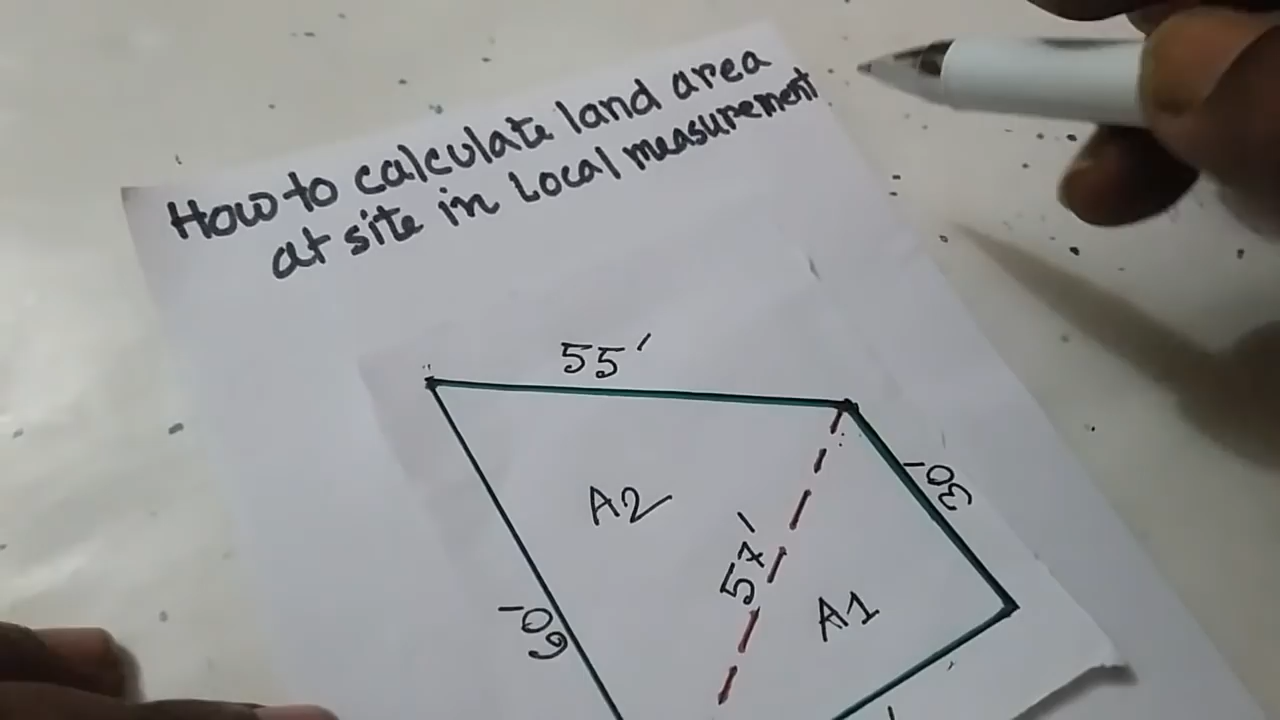 How to calculate land area
at site in Local measurement
55'
30'
A2
57'
A1
60'